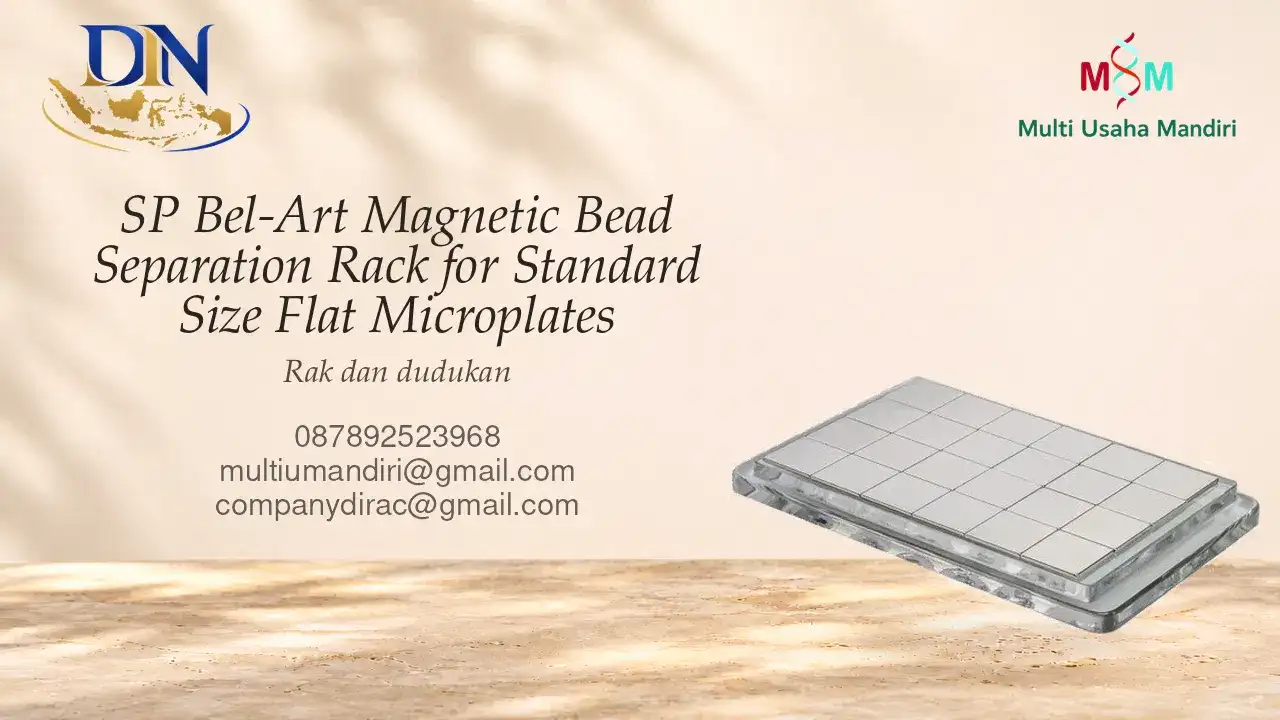 DIN
MSM
Multi Usaha Mandiri
SP Bel-Art Magnetic Bead
Separation Rack for Standard
Size Flat Microplates
Rak dan dudukan
087892523968
multiumandiri@gmail.com
companydirac@gmail.com